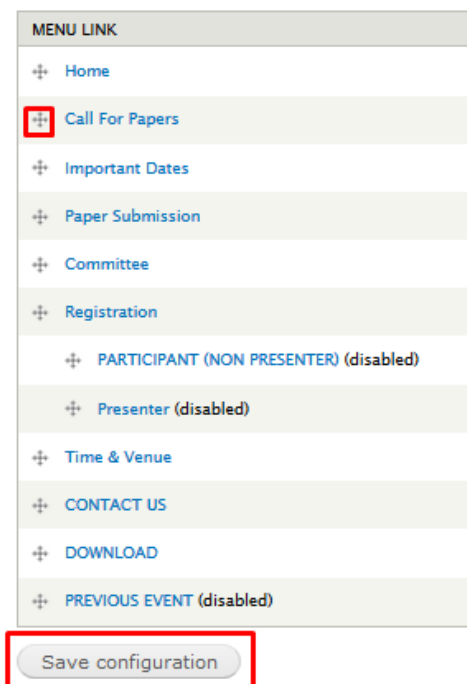 MENU LINK
Home
Call For Papers
Important Dates
Paper Submission
Committee
Registration
PARTICIPANT (NON PRESENTER) (disabled)
Presenter (disabled)
Time & Venue
CONTACT US
DOWNLOAD
PREVIOUS EVENT (disabled)
Save configuration